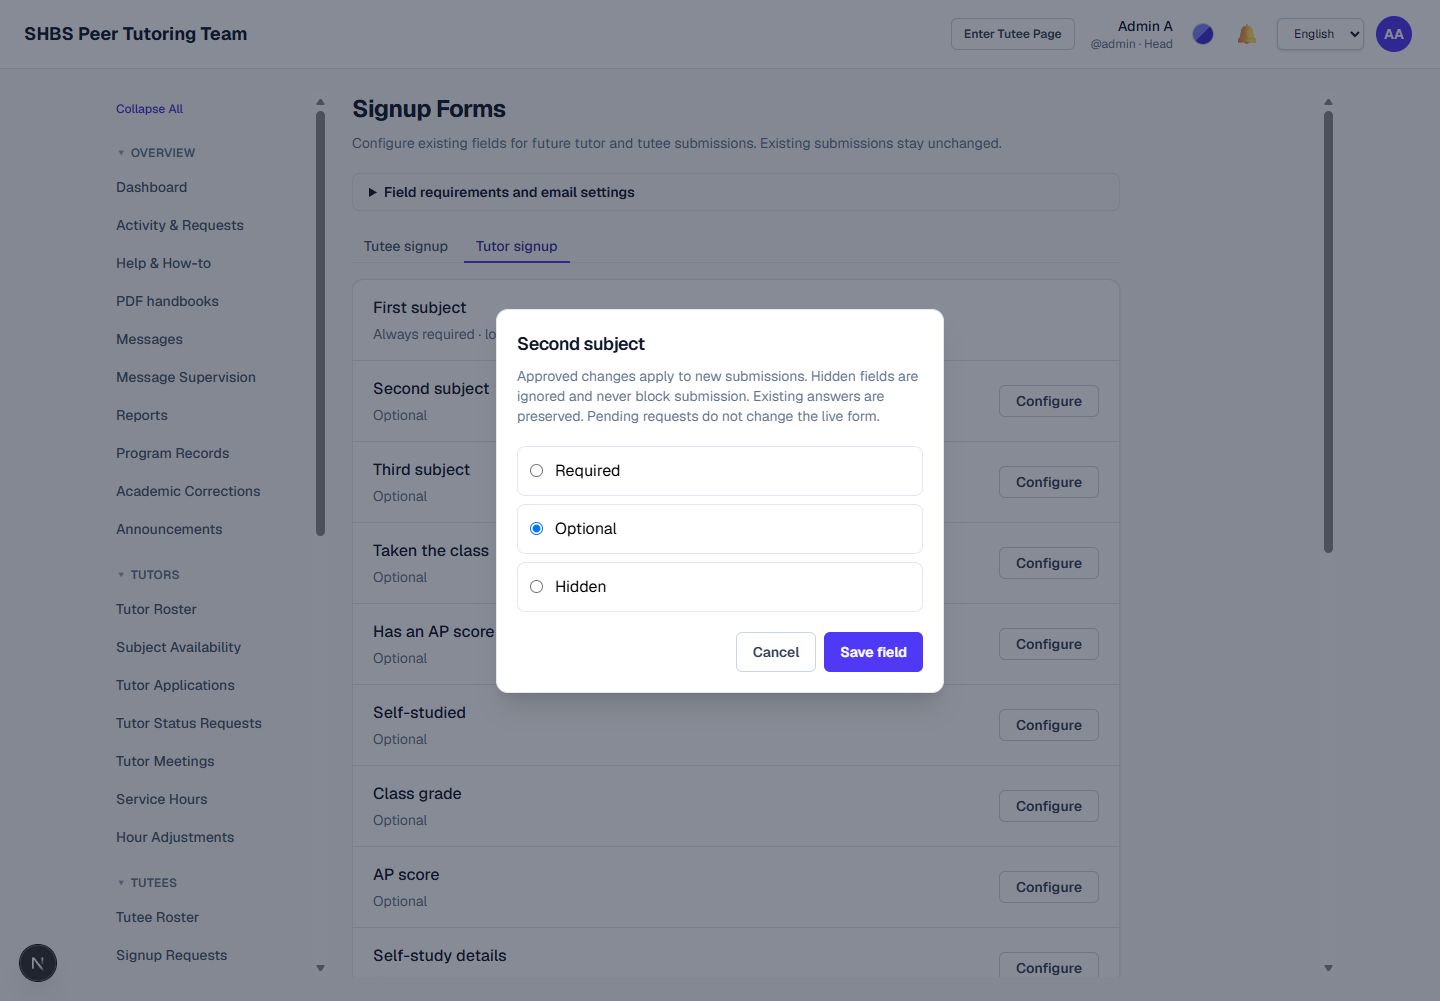 SHBS Peer Tutoring Team
Enter Tutee Page
Admin A
@admin · Head
English
AA
Collapse All
OVERVIEW
Dashboard
Activity & Requests
Help & How-to
PDF handbooks
Messages
Message Supervision
Reports
Program Records
Academic Corrections
Announcements
TUTORS
Tutor Roster
Subject Availability
Tutor Applications
Tutor Status Requests
Tutor Meetings
Service Hours
Hour Adjustments
TUTEES
Tutee Roster
Signup Requests
N
Signup Forms
Configure existing fields for future tutor and tutee submissions. Existing submissions stay unchanged.
Field requirements and email settings
Tutee signup Tutor signup
First subject
Always required · lo
Second subject
Optional
Configure
Third subject
Optional
Configure
Taken the class
Optional
Configure
Has an AP score
Optional
Configure
Self-studied
Optional
Configure
Class grade
Optional
Configure
AP score
Optional
Configure
Self-study details
Configure
Second subject
Approved changes apply to new submissions. Hidden fields are
ignored and never block submission. Existing answers are
preserved. Pending requests do not change the live form.
Required
Optional
Hidden
Cancel
Save field